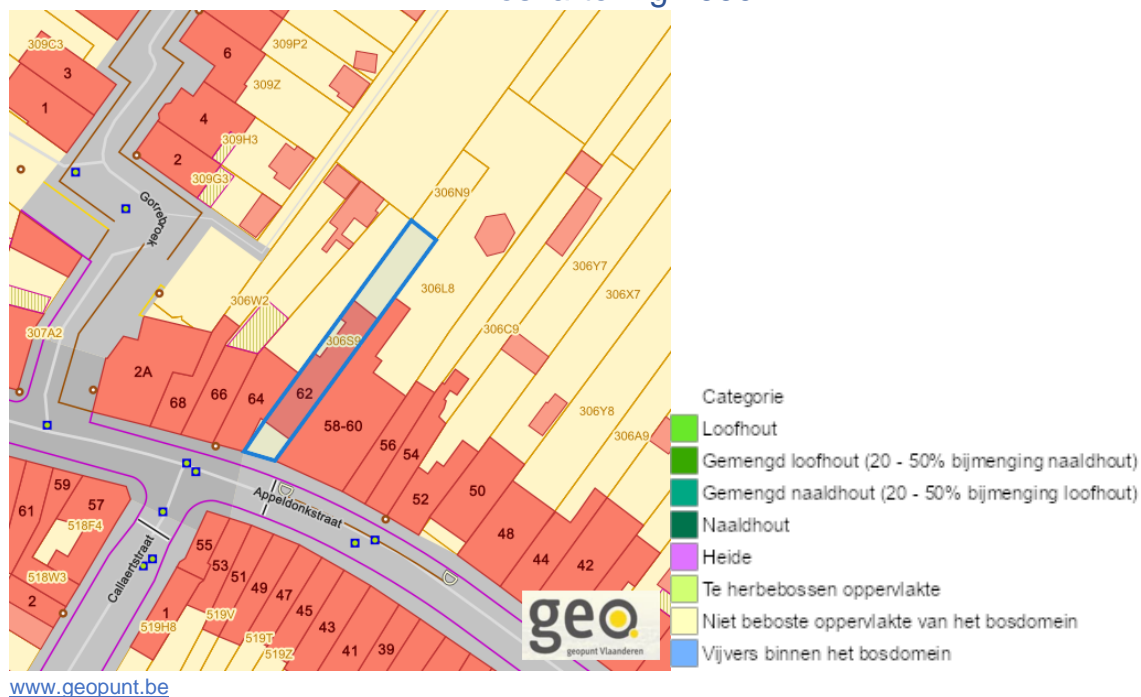 309C3
309P2
6
3
309Z
1
4
309H3
2
309G3
306N9
Gotrebroek
306Y7
306L8
306W2
306X7
306C9
307A2
306S9
2A
66
64
62
68
58-60
306Y8
56
54
306A9
59
52
50
61
57
Appeldonkstraat
518F4
48
44
42
55
53
Callaertstraat
51
49
47
518W3
45
2
1
519V
43
519H8
519T
41
39
519Z
geo
geopunt Vlaanderen
Categorie
Loofhout
Gemengd loofhout (20 - 50% bijmenging naaldhout)
Gemengd naaldhout (20 - 50% bijmenging loofhout)
Naaldhout
Heide
Te herbebossen oppervlakte
Niet beboste oppervlakte van het bosdomein
Vijvers binnen het bosdomein
www.geopunt.be